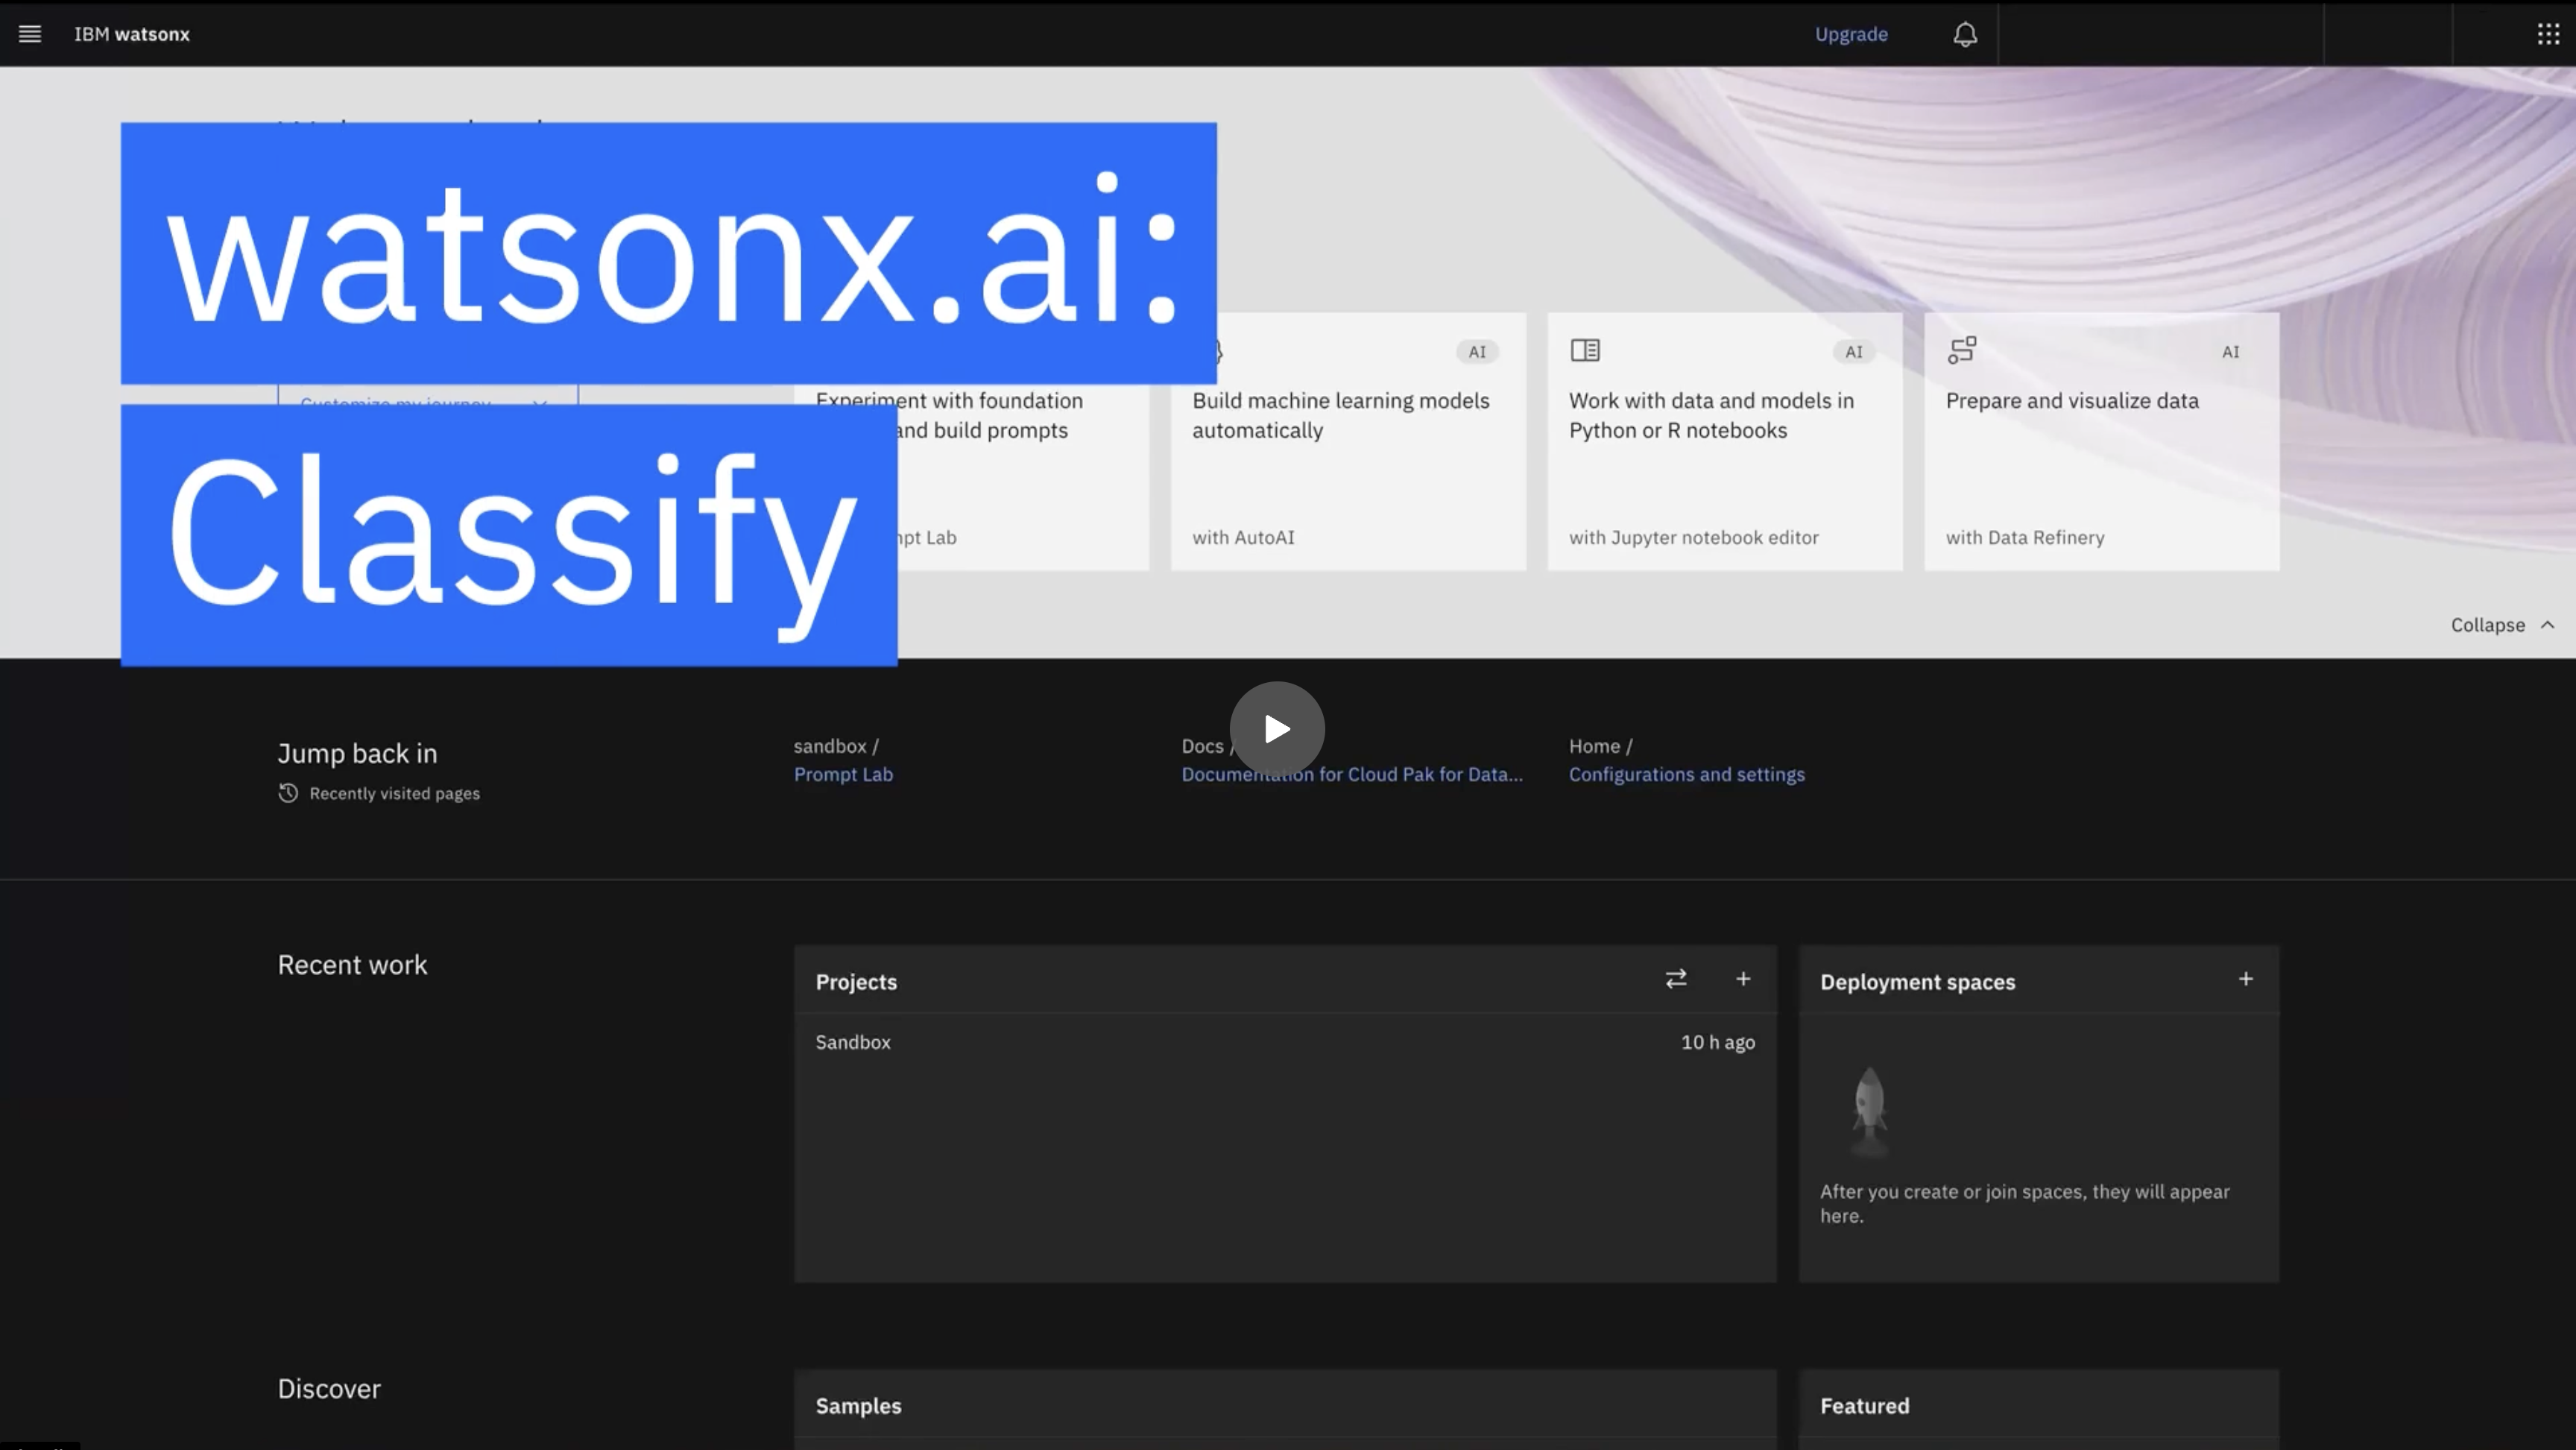 IBM watsonx
Upgrade
watsonx.ai:
Classify
AI
AI
AI
Experiment with foundation
and build prompts
Lab
Build machine learning models
automatically
with AutoAI
Work with data and models in
Python or R notebooks
with Jupyter notebook editor
Prepare and visualize data
with Data Refinery
Collapse
Jump back in
Recently visited pages
sandbox /
Prompt Lab
Docs /
Documentation for Cloud Pak for Data...
Home /
Configurations and settings
Recent work
Projects
Sandbox
10 h ago
Deployment spaces
After you create or join spaces, they will appear
here.
Discover
Samples
Featured